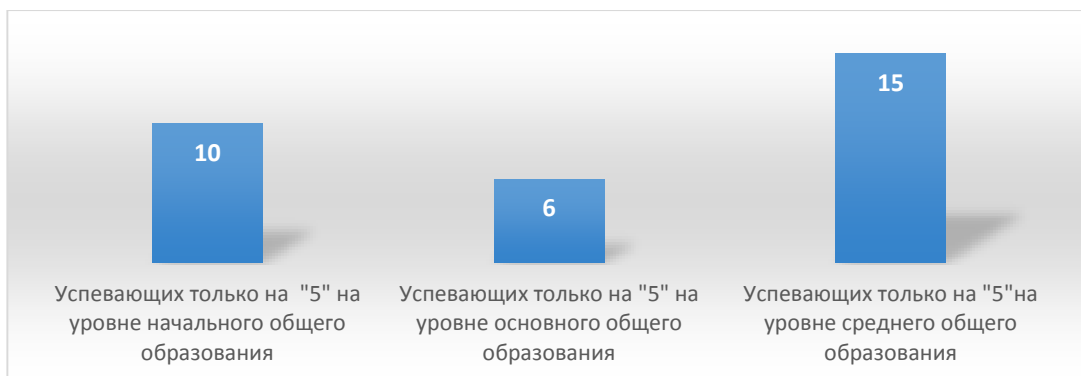 10
6
15
Успевающих только на "5" на
уровне начального общего
образования
Успевающих только на "5" на
уровне основного общего
образования
Успевающих только на "5"на
уровне среднего общего
образования